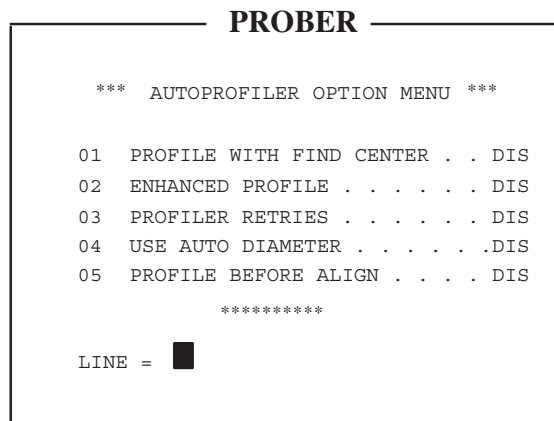 PROBER
*** AUTOPROFILER OPTION MENU ***
01 PROFILE WITH FIND CENTER . . DIS
02 ENHANCED PROFILE . . . . . . DIS
03 PROFILER RETRIES . . . . . . DIS
04 USE AUTO DIAMETER . . . . . .DIS
05 PROFILE BEFORE ALIGN . . . . DIS
**********
LINE =